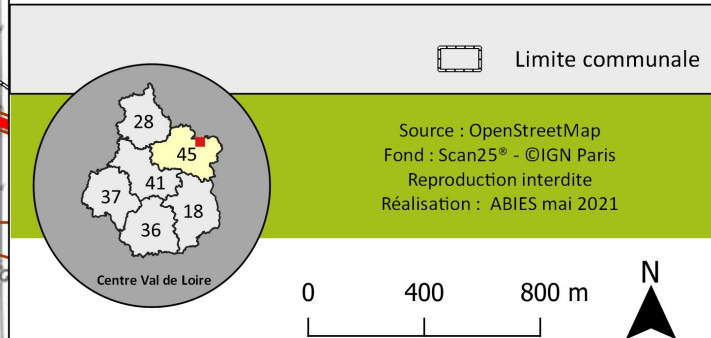 Limite communale
28
45
41
37
18
36
Centre Val de Loire
Source : OpenStreetMap
Fond : Scan25® - ©IGN Paris
Reproduction interdite
Réalisation : ABIES mai 2021
0 400 800 m
N